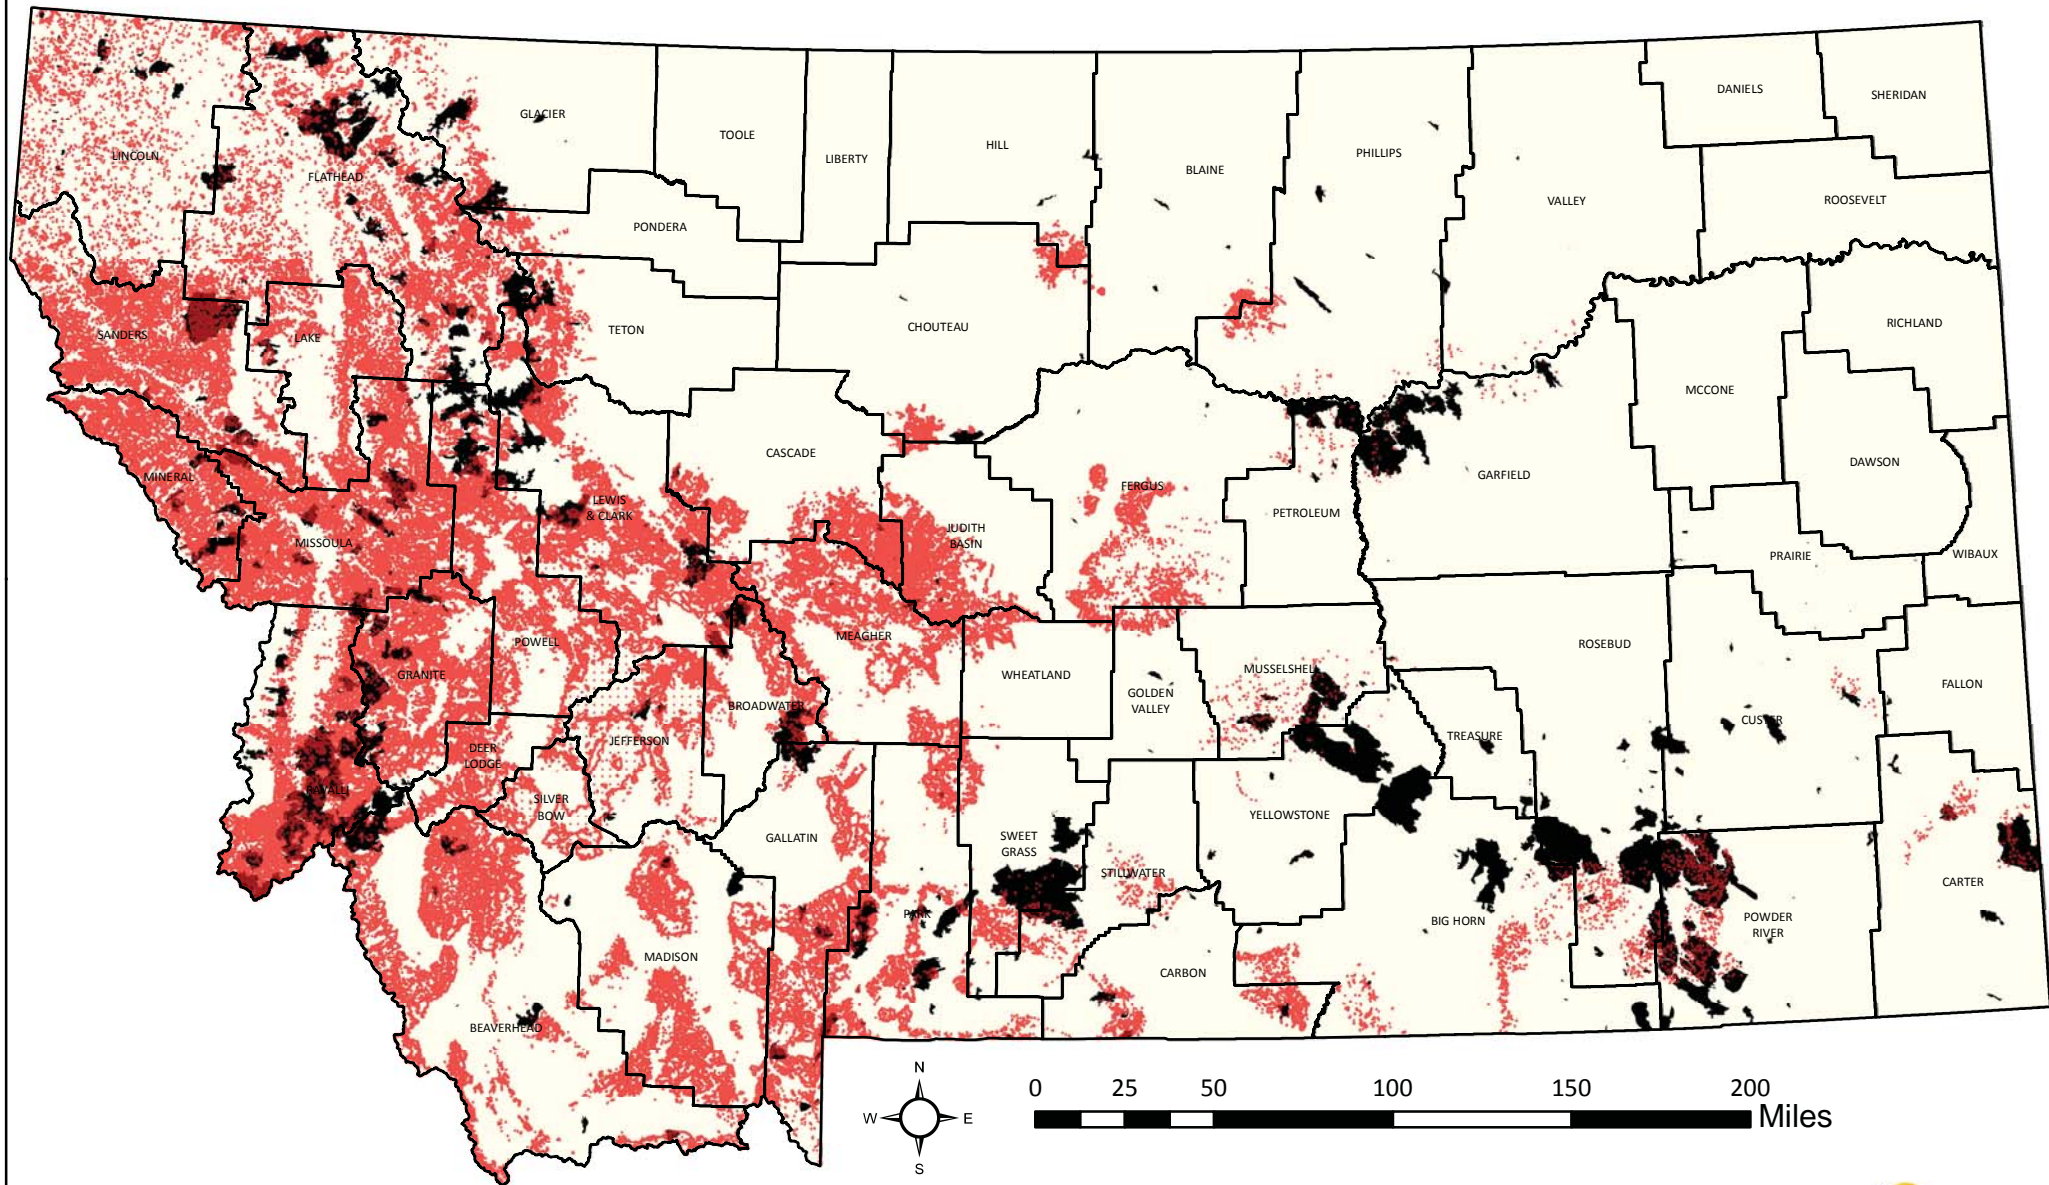 DANIELS
SHERIDAN
GLACIER
TOOLE
LIBERTY
HILL
BLAINE
PHILLIPS
VALLEY
ROOSEVELT
LINCOLN
FLATHEAD
PONDERA
TETON
CHOUTEAU
RICHLAND
SANDERS
LAKE
MCCONE
CASCADE
DAWSON
MINERAL
LEWIS
& CLARK
FERGUS
GARFIELD
MISSOULA
JUDITH
BASIN
PETROLEUM
PRAIRIE
WIBAUX
POWELL
MEAGHER
GRANITE
WHEATLAND
GOLDEN
VALLEY
MUSSELSHELL
ROSEBUD
FALLON
BROADWATER
DEER
LODGE
JEFFERSON
TREASURE
CUSTER
RAVALLI
SILVER
BOW
GALLATIN
SWEET
GRASS
YELLOWSTONE
STILLWATER
CARTER
PARK
BIG HORN
POWDER
RIVER
MADISON
CARBON
BEAVERHEAD
N
W E
S
0 25 50 100 150 200
Miles